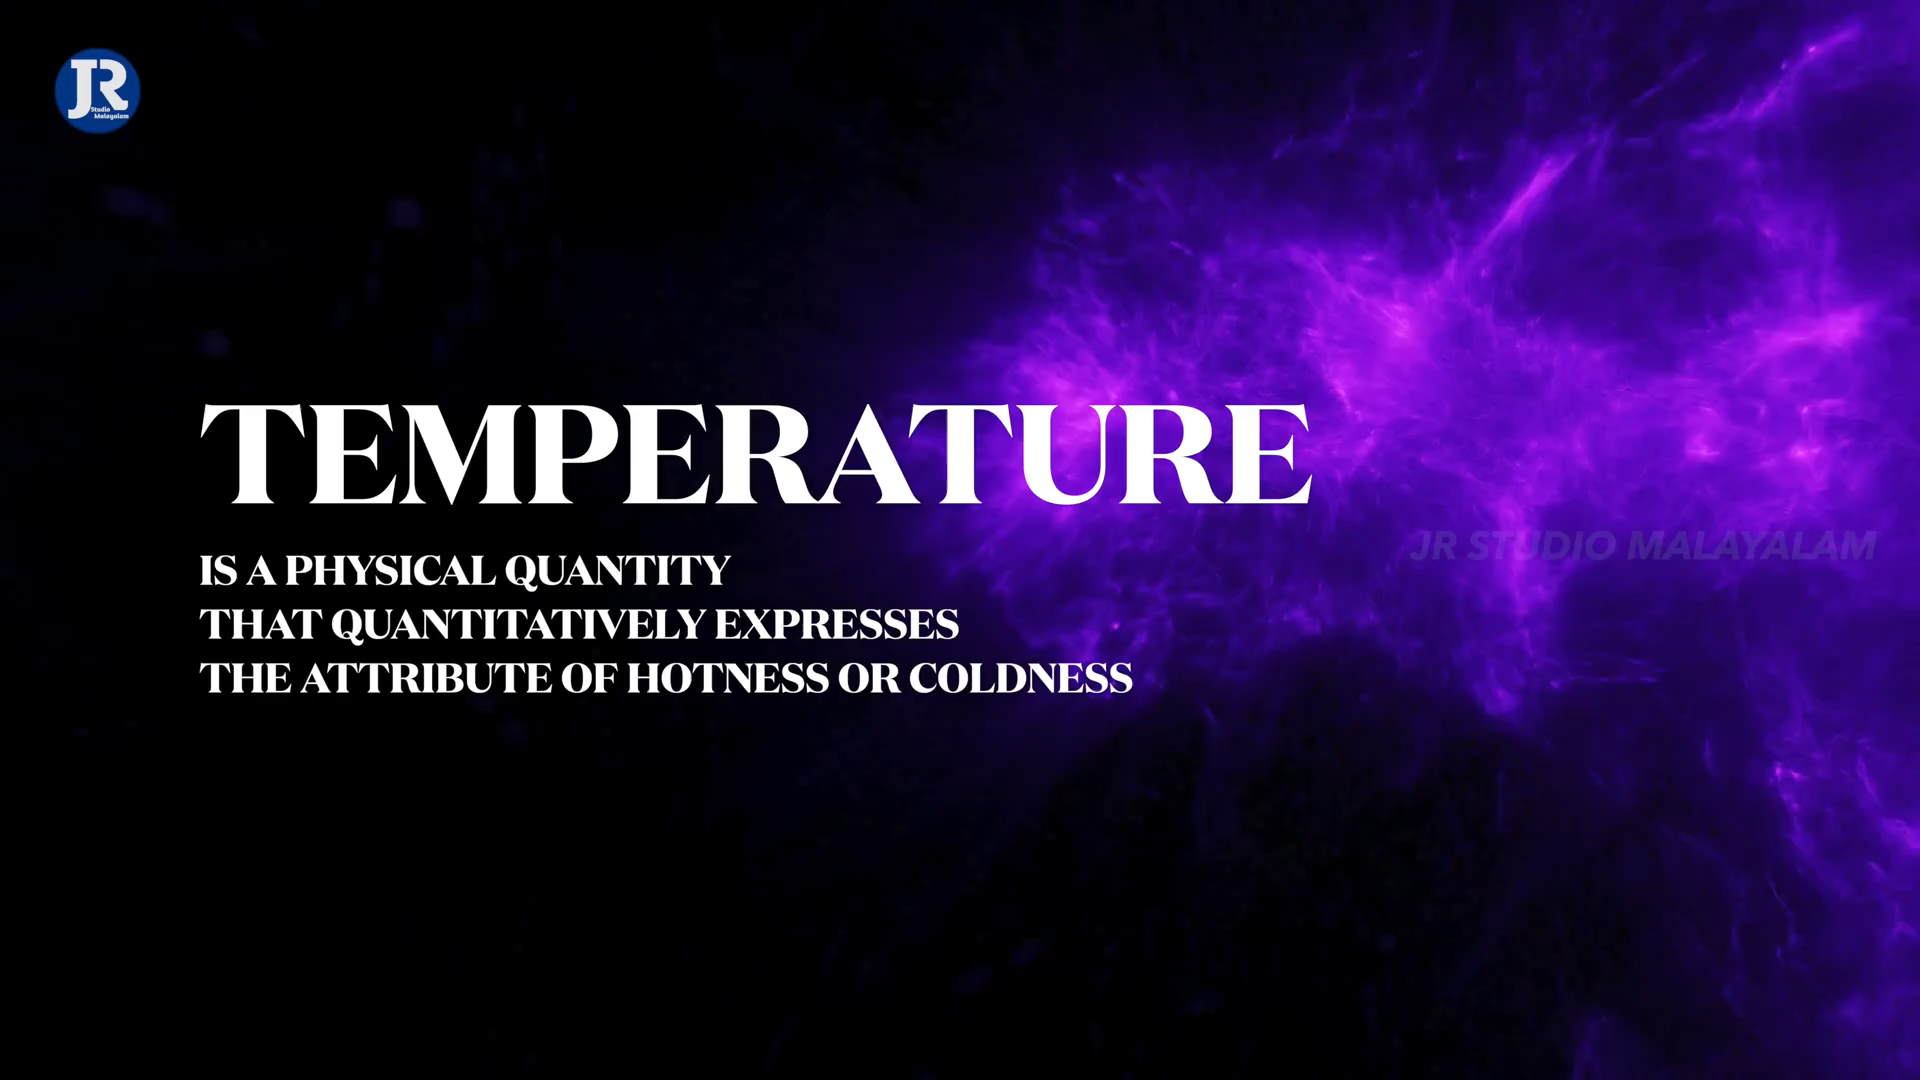 JR
Studio
Malayalam
TEMPERATURE
IS A PHYSICAL QUANTITY
THAT QUANTITATIVELY EXPRESSES
THE ATTRIBUTE OF HOTNESS OR COLDNESS
JR STUDIO MALAYALAM